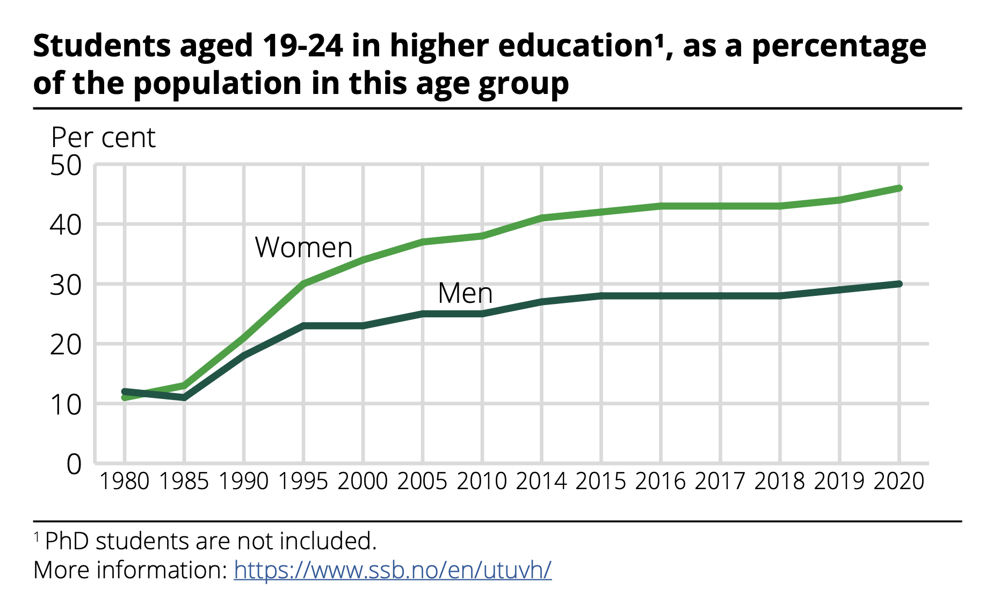 Students aged 19-24 in higher education¹, as a percentage
of the population in this age group
Per cent
50
40
30
20
10
0
Women
Men
1980 1985 1990 1995 2000 2005 2010 2014 2015 2016 2017 2018 2019 2020
¹ PhD students are not included.
More information: https://www.ssb.no/en/utuvh/